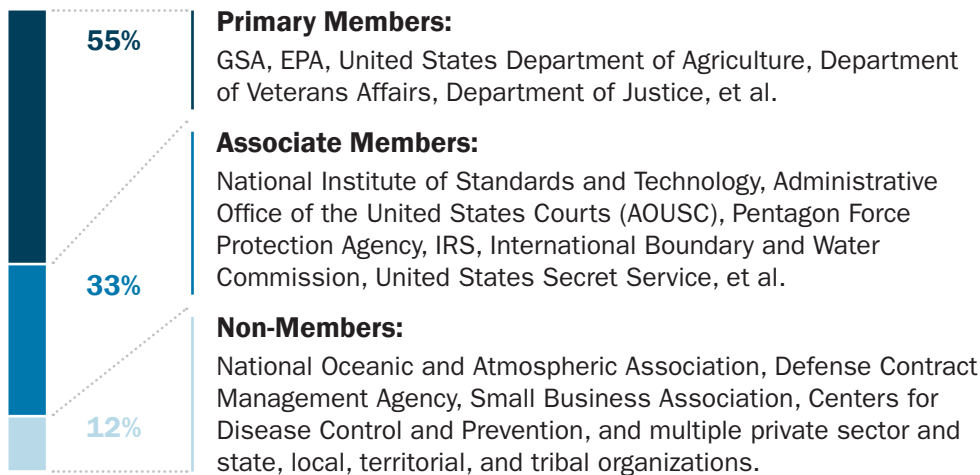 55%
Primary Members:
GSA, EPA, United States Department of Agriculture, Department
of Veterans Affairs, Department of Justice, et al.
33%
Associate Members:
National Institute of Standards and Technology, Administrative
Office of the United States Courts (AOUSC), Pentagon Force
Protection Agency, IRS, International Boundary and Water
Commission, United States Secret Service, et al.
12%
Non-Members:
National Oceanic and Atmospheric Association, Defense Contract
Management Agency, Small Business Association, Centers for
Disease Control and Prevention, and multiple private sector and
state, local, territorial, and tribal organizations.